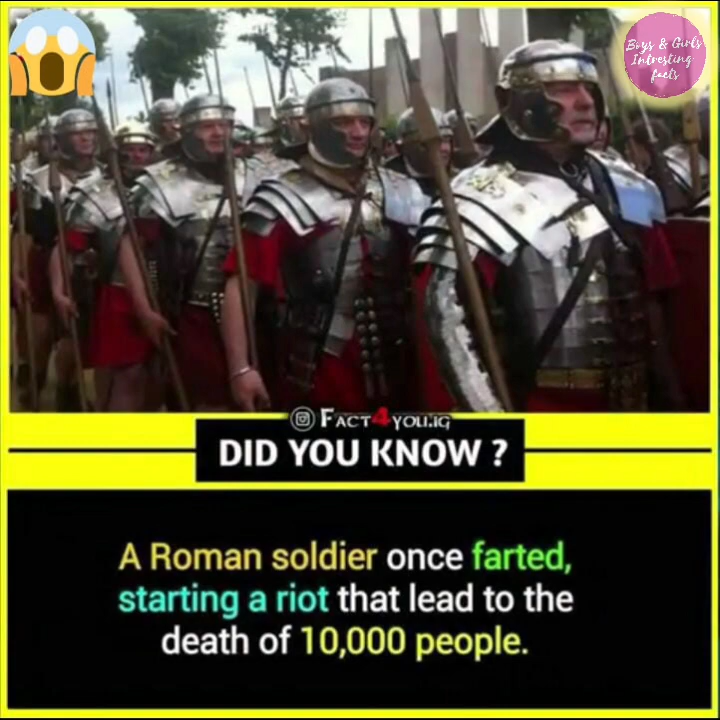 Boys & Girls
Intresting
facts
FACT4YOU.IG
DID YOU KNOW ?
A Roman soldier once farted,
starting a riot that lead to the
death of 10,000 people.